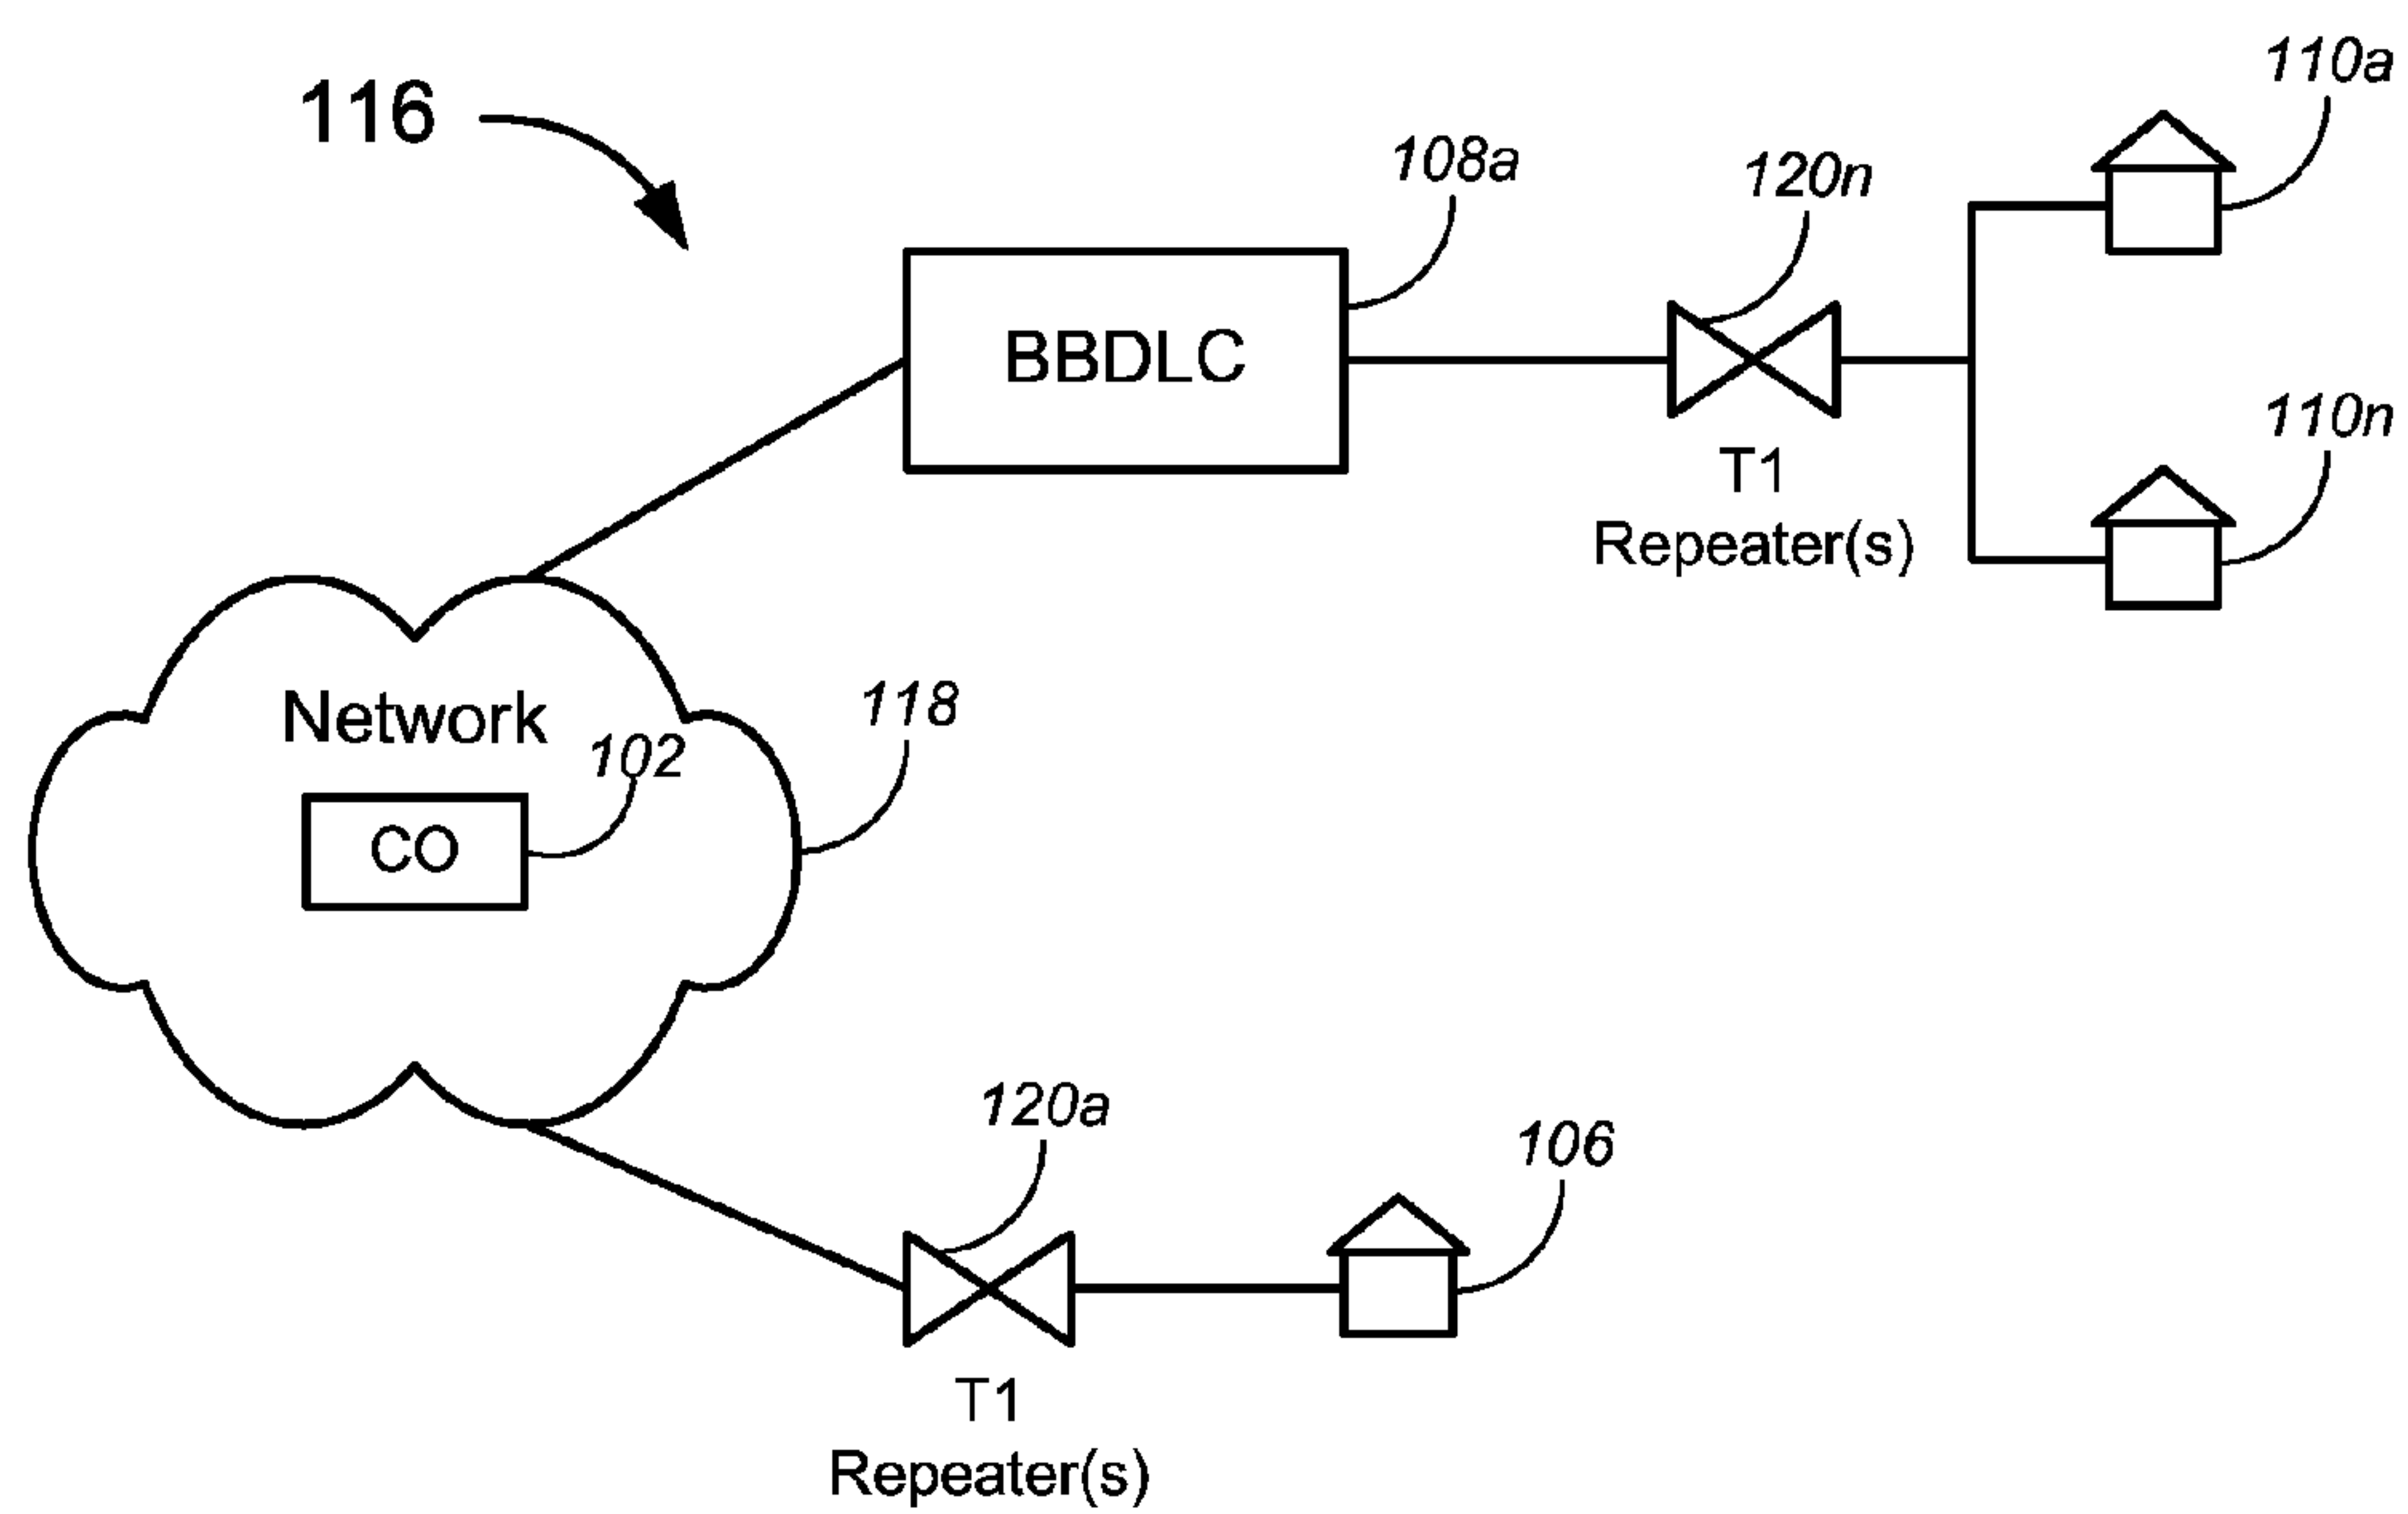 110a
116
108a
120n
BBDLC
110n
T1
Repeater(s)
Network
118
102
CO
120a
106
T1
Repeater(s)